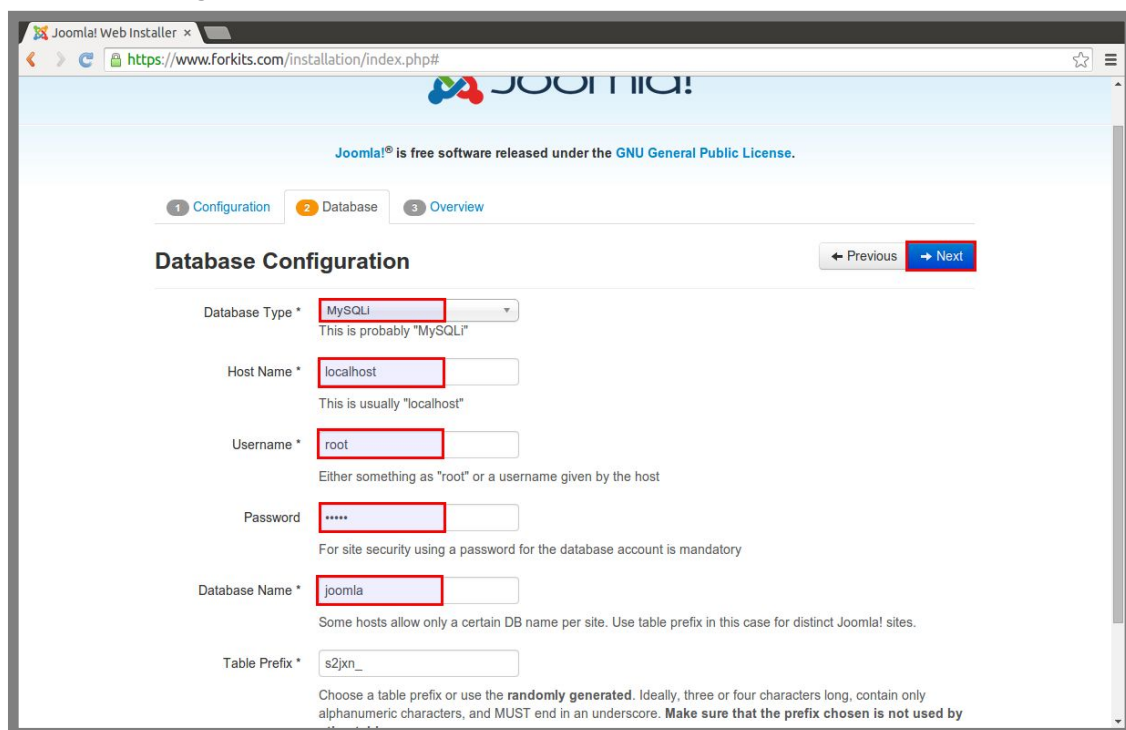 Joomla! Web Installer ×
https://www.forkits.com/installation/index.php#
Joomla!
Joomla!® is free software released under the GNU General Public License.
1 Configuration 2 Database 3 Overview
Database Configuration
Previous Next
Database Type * MySQLi
This is probably "MySQLi"
Host Name * localhost
This is usually "localhost"
Username * root
Either something as "root" or a username given by the host
Password •••••
For site security using a password for the database account is mandatory
Database Name * joomla
Some hosts allow only a certain DB name per site. Use table prefix in this case for distinct Joomla! sites.
Table Prefix * s2jxn_
Choose a table prefix or use the randomly generated. Ideally, three or four characters long, contain only
alphanumeric characters, and MUST end in an underscore. Make sure that the prefix chosen is not used by